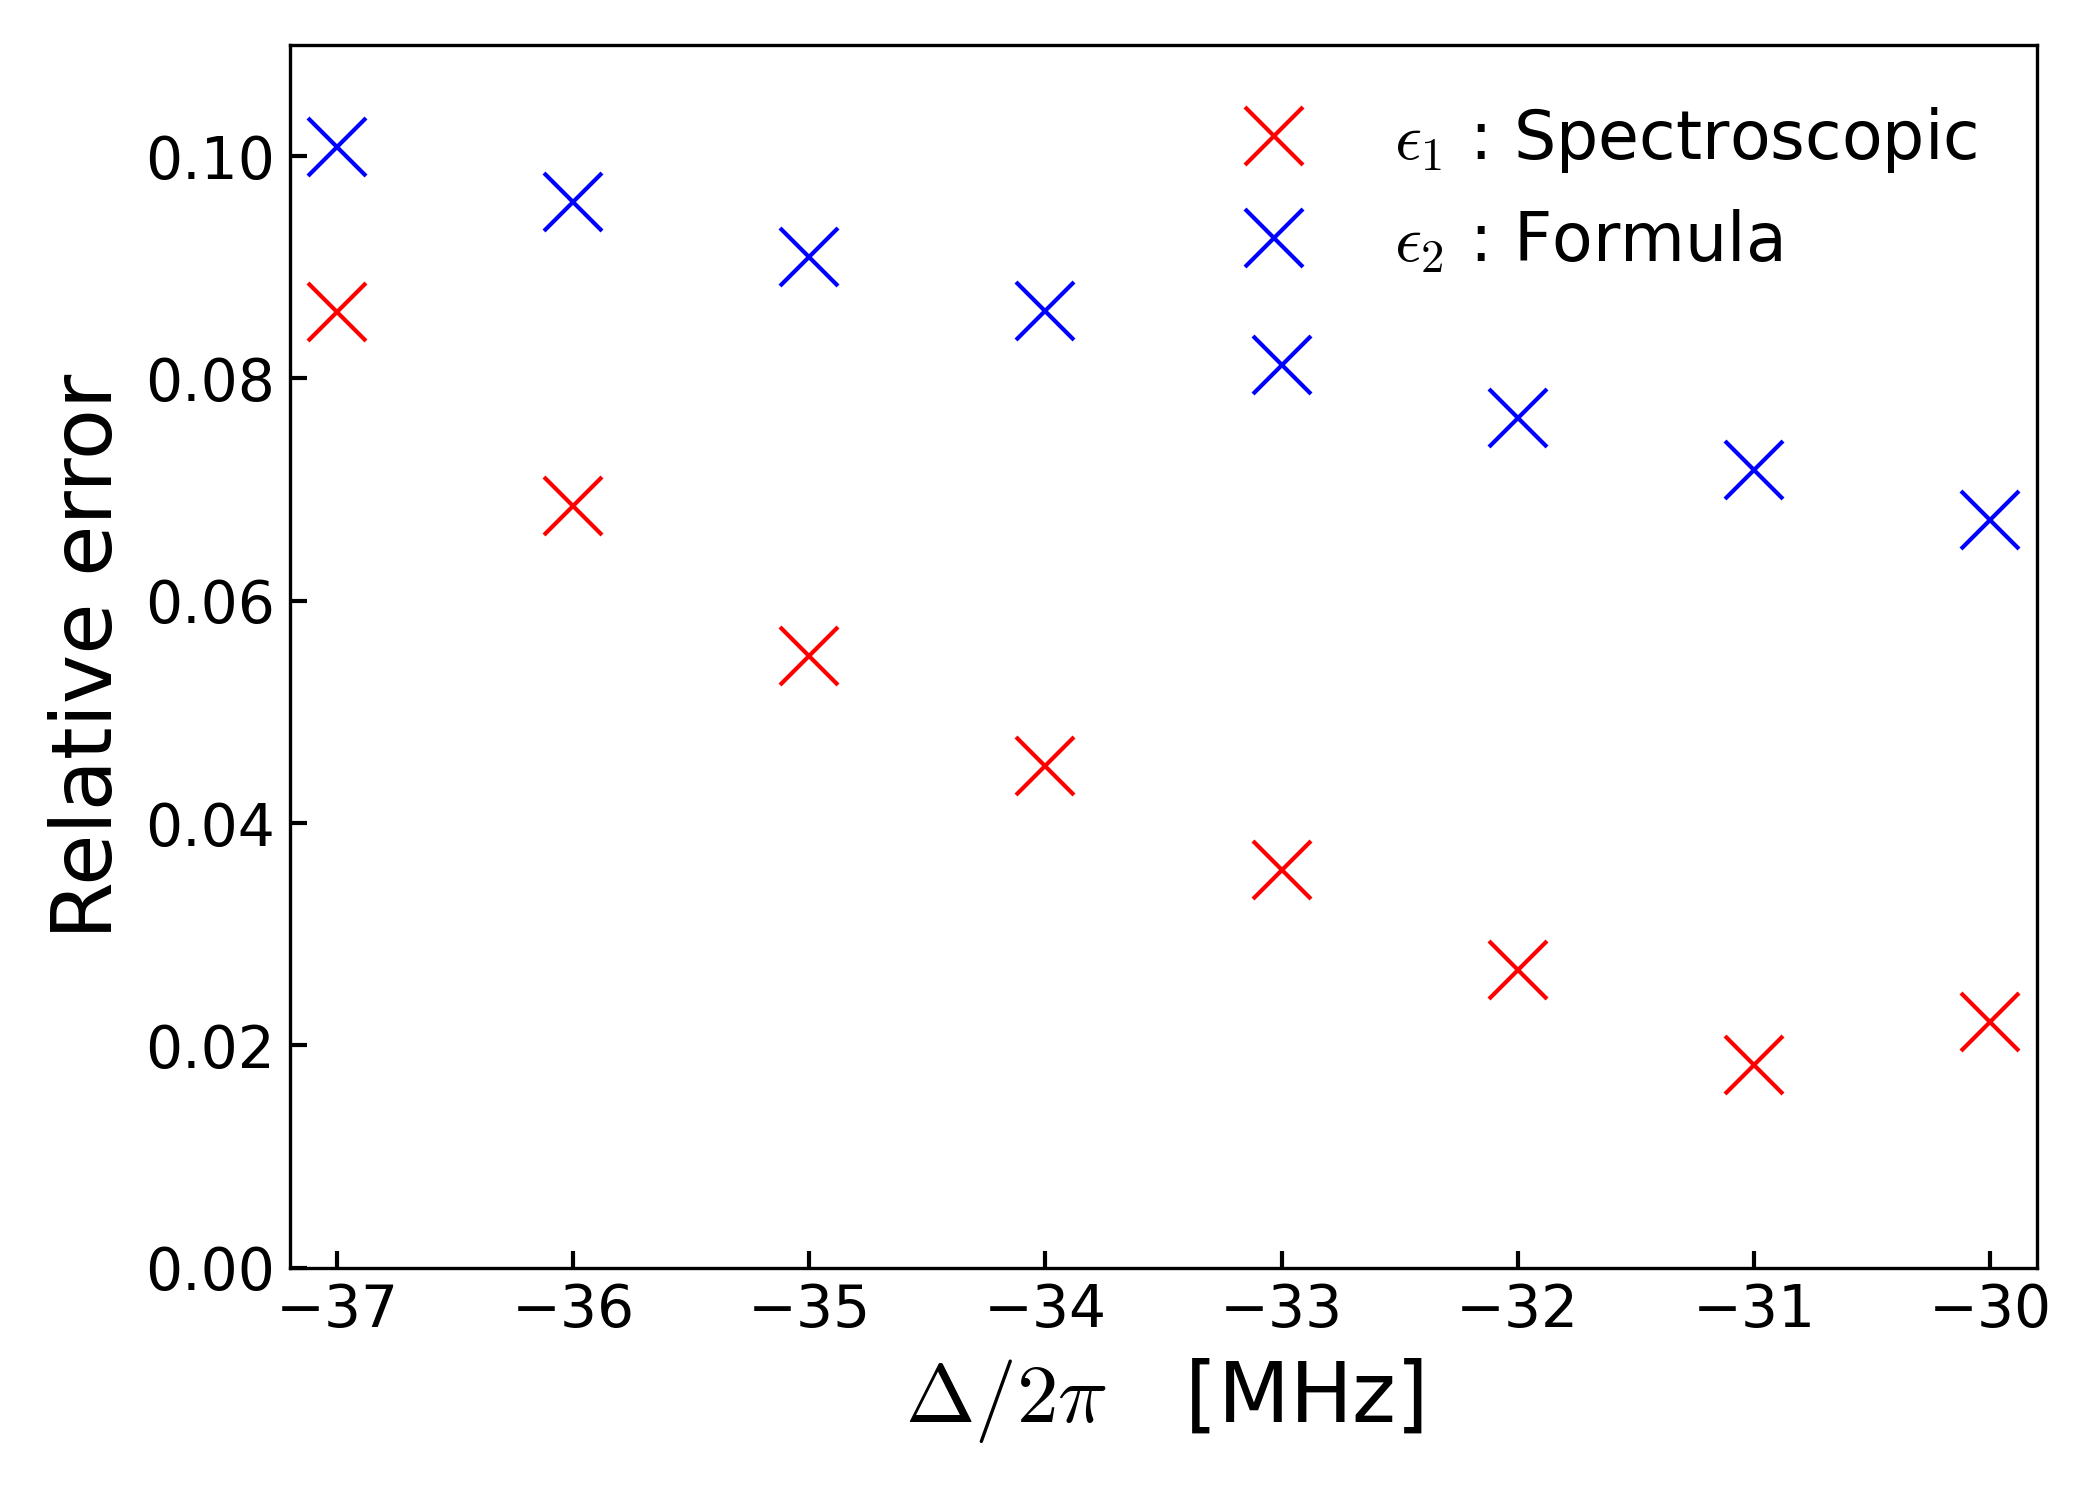 ϵ₁ : Spectroscopic
ϵ₂ : Formula
Relative error
0.10
0.08
0.06
0.04
0.02
0.00
−37 −36 −35 −34 −33 −32 −31 −30
Δ/2π [MHz]